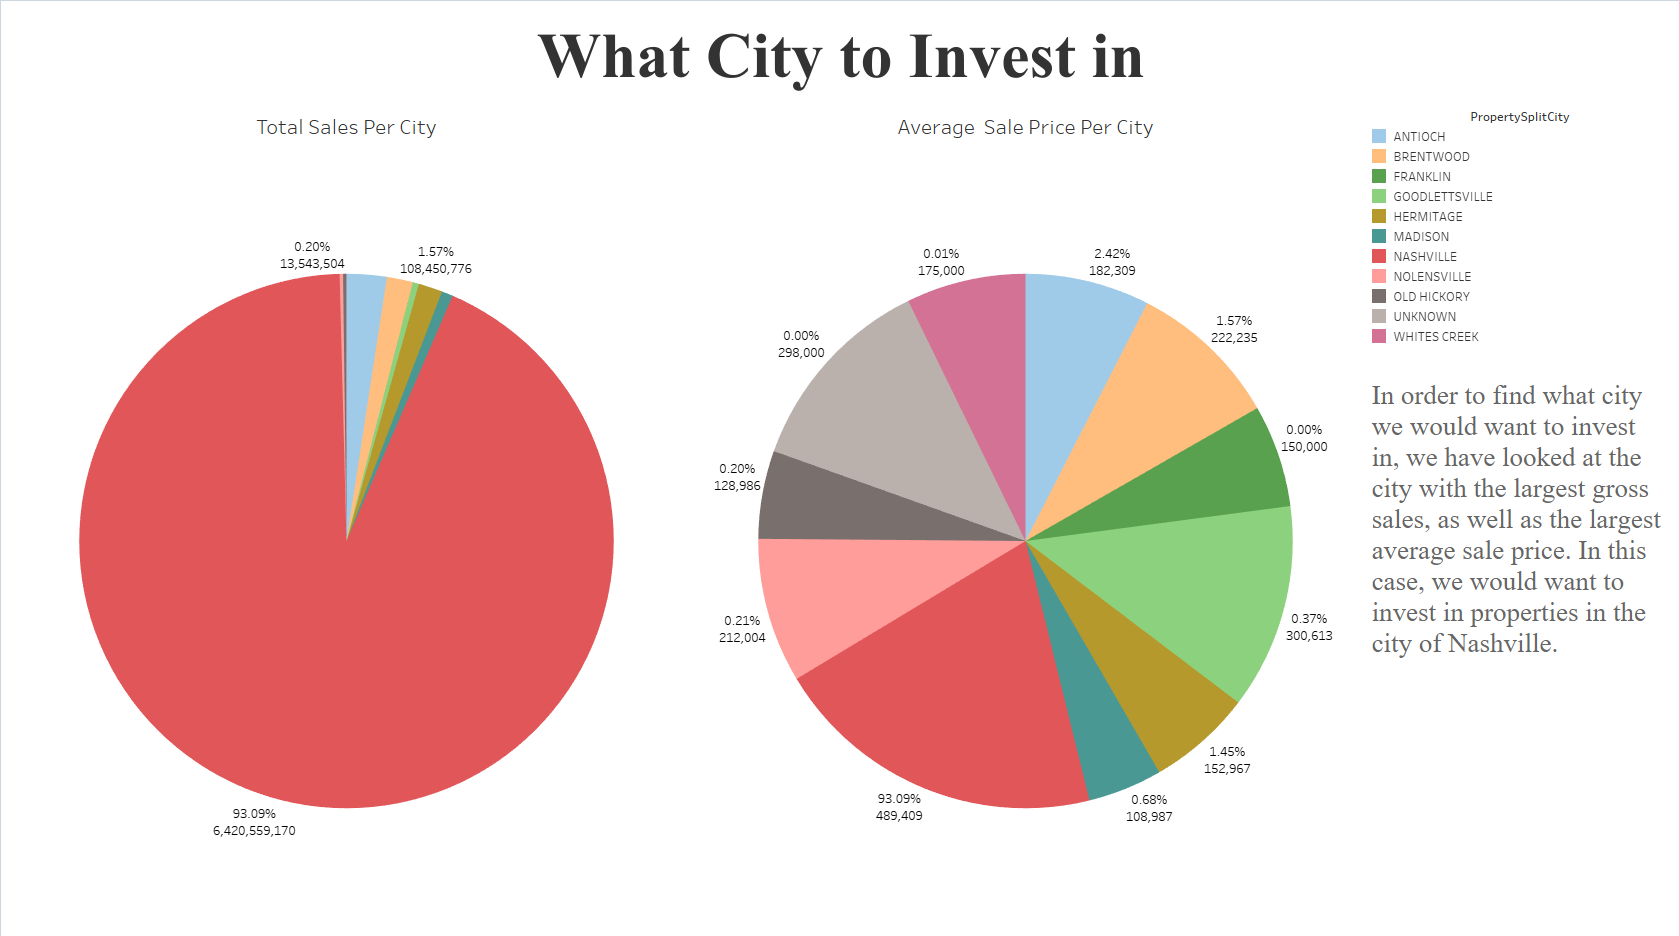 What City to Invest in
Total Sales Per City
0.20%
13,543,504
1.57%
108,450,776
93.09%
6,420,559,170
Average  Sale Price Per City
0.01%
175,000
2.42%
182,309
1.57%
222,235
0.00%
150,000
0.37%
300,613
1.45%
152,967
0.68%
108,987
93.09%
489,409
0.21%
212,004
0.20%
128,986
0.00%
298,000
PropertySplitCity
ANTIOCH
BRENTWOOD
FRANKLIN
GOODLETTSVILLE
HERMITAGE
MADISON
NASHVILLE
NOLENSVILLE
OLD HICKORY
UNKNOWN
WHITES CREEK
In order to find what city
we would want to invest
in, we have looked at the
city with the largest gross
sales, as well as the largest
average sale price. In this
case, we would want to
invest in properties in the
city of Nashville.